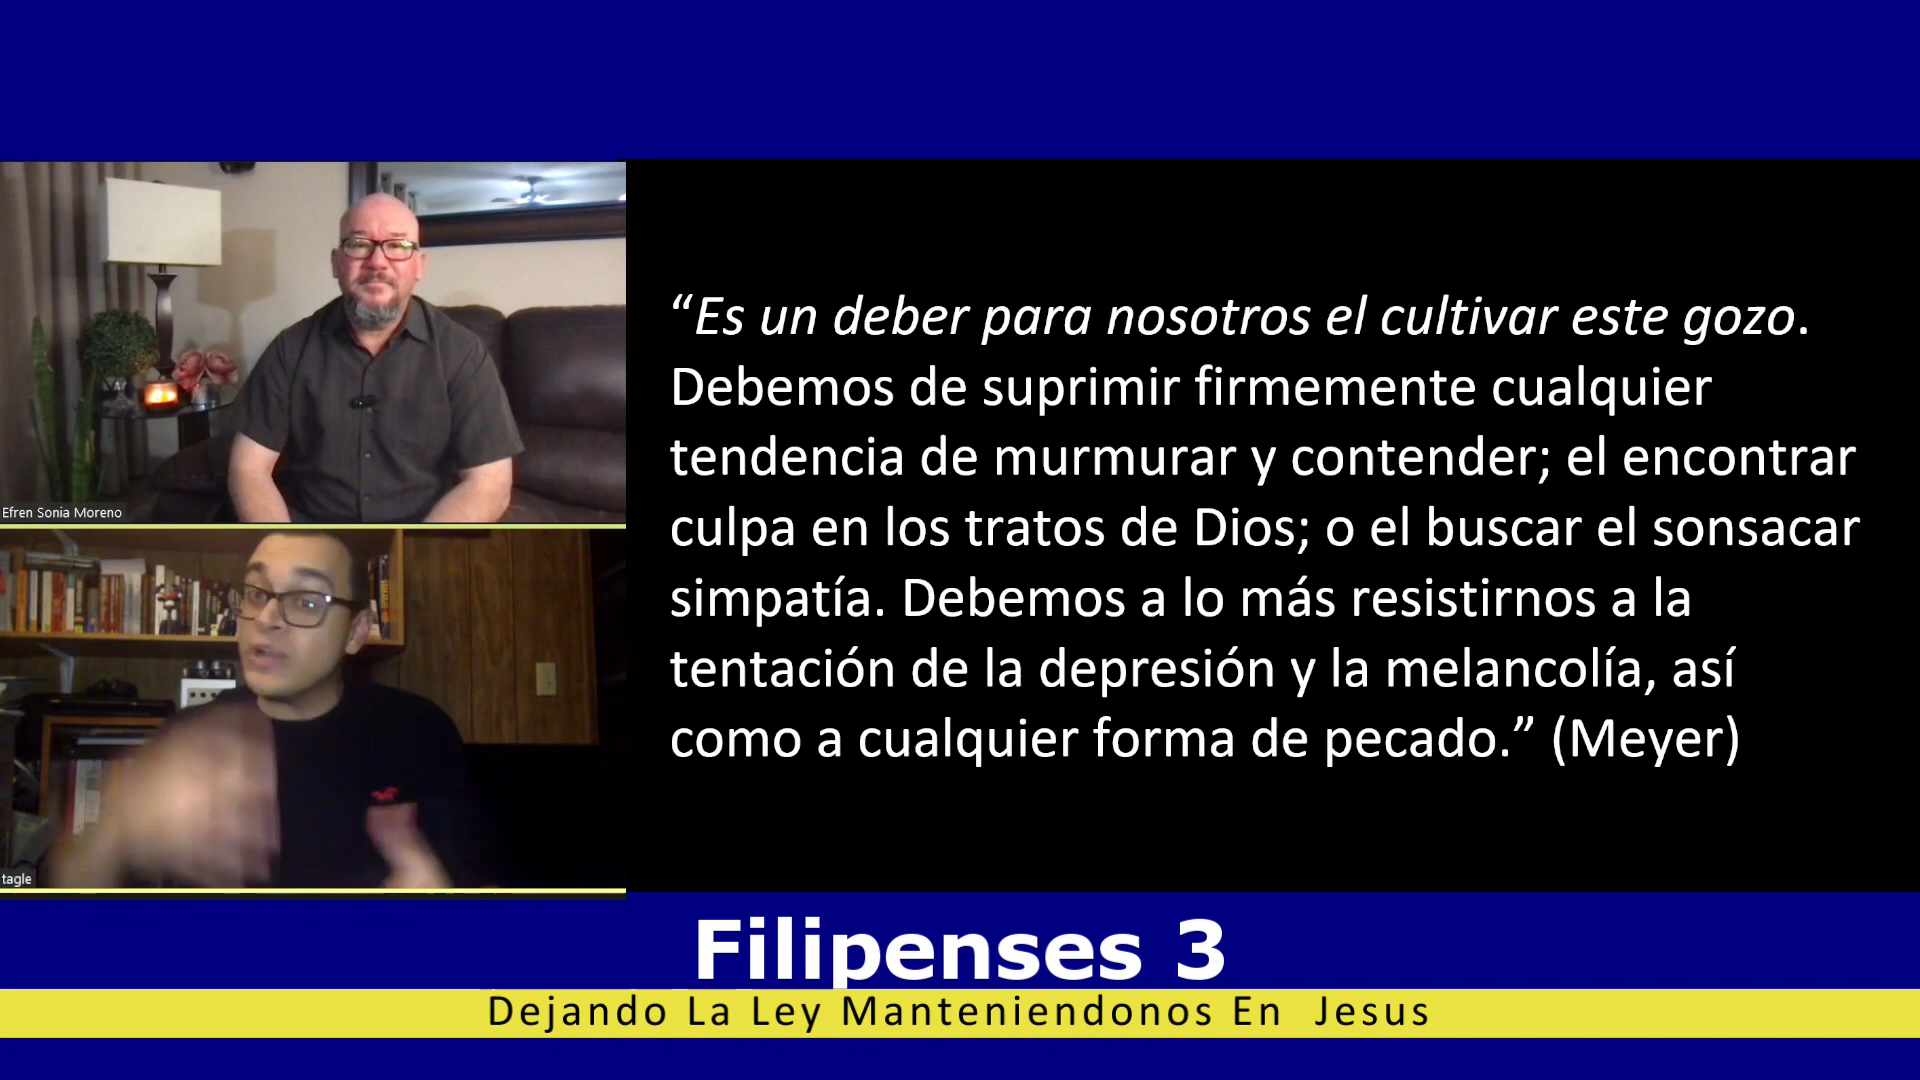 Efren Sonia Moreno
tagle
“Es un deber para nosotros el cultivar este gozo.
Debemos de suprimir firmemente cualquier
tendencia de murmurar y contender; el encontrar
culpa en los tratos de Dios; o el buscar el sonsacar
simpatía. Debemos a lo más resistirnos a la
tentación de la depresión y la melancolía, así
como a cualquier forma de pecado.” (Meyer)
Filipenses 3
Dejando La Ley Manteniendonos En Jesus